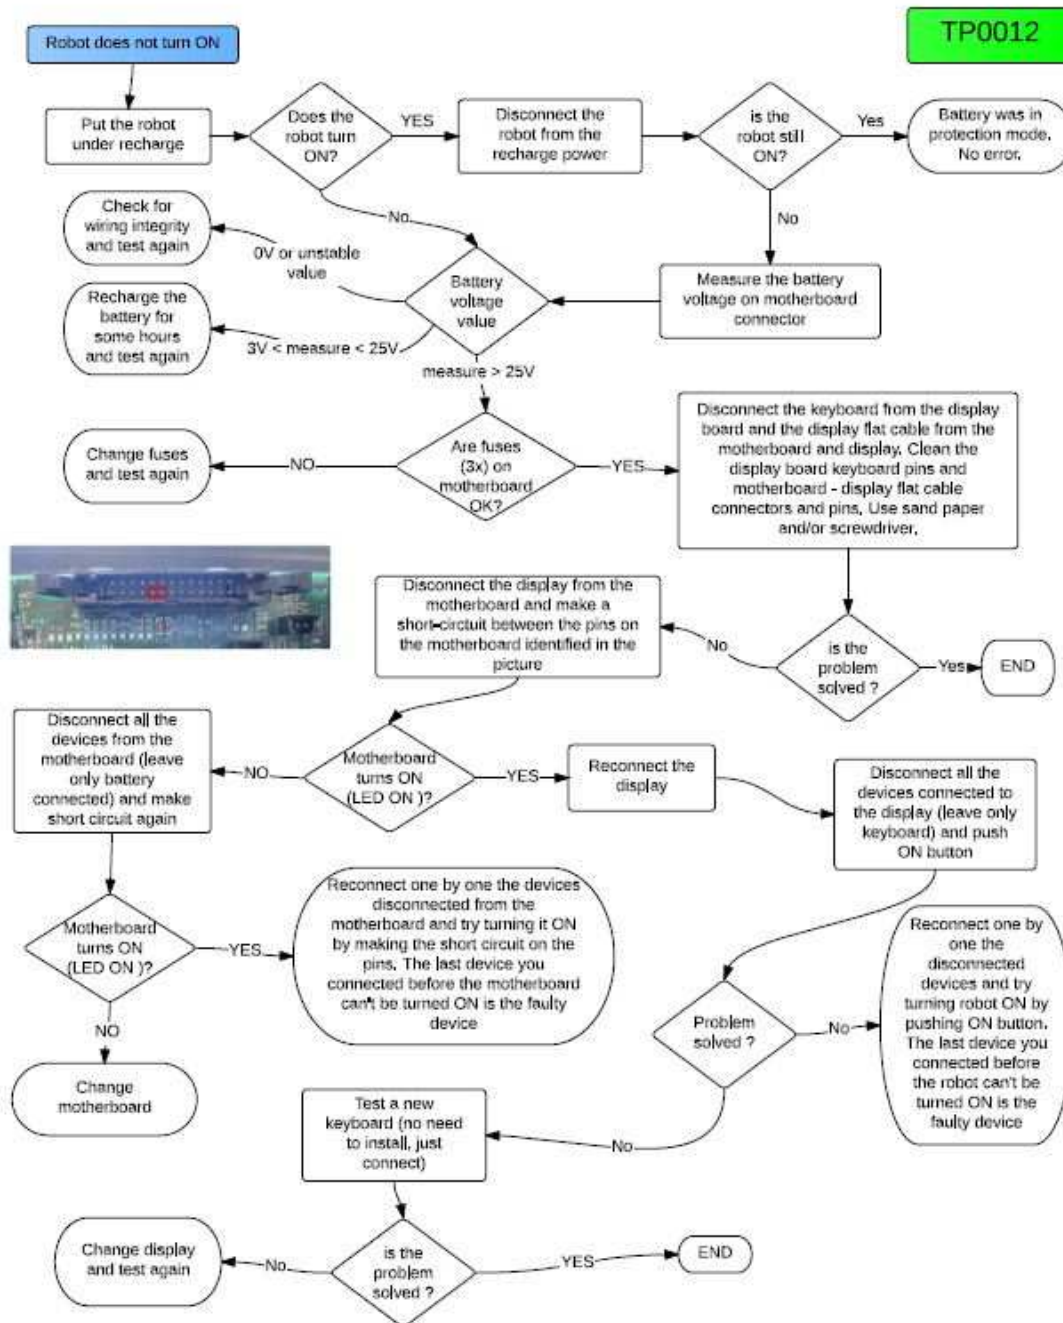 Robot does not turn ON
TP0012
Put the robot
under recharge
Does the
robot turn
ON?
YES
Disconnect the
robot from the
recharge power
is the
robot still
ON?
Yes
Battery was in
protection mode.
No error.
No
No
Check for
wiring integrity
and test again
0V or unstable
value
Battery
voltage
value
Measure the battery
voltage on motherboard
connector
Recharge the
battery for
some hours
and test again
3V < measure < 25V
measure > 25V
Change fuses
and test again
NO
Are fuses
(3x) on
motherboard
OK?
YES
Disconnect the keyboard from the display
board and the display flat cable from the
motherboard and display. Clean the
display board keyboard pins and
motherboard - display flat cable
connectors and pins. Use sand paper
and/or screwdriver.
Disconnect the display from the
motherboard and make a
short-circtuit between the pins on
the motherboard identified in the
picture
No
is the
problem
solved ?
Yes
END
Disconnect all the
devices from the
motherboard (leave
only battery
connected) and make
short circuit again
NO
Motherboard
turns ON
(LED ON )?
YES
Reconnect the
display
Disconnect all the
devices connected to
the display (leave only
keyboard) and push
ON button
Motherboard
turns ON
(LED ON )?
YES
Reconnect one by one the devices
disconnected from the
motherboard and try turning it ON
by making the short circuit on the
pins. The last device you
connected before the motherboard
can't be turned ON is the faulty
device
NO
Change
motherboard
Problem
solved ?
No
Reconnect one by
one the
disconnected
devices and try
turning robot ON by
pushing ON button.
The last device you
connected before
the robot can't be
turned ON is the
faulty device
No
Test a new
keyboard (no need
to install, just
connect)
Change display
and test again
No
is the
problem
solved ?
YES
END